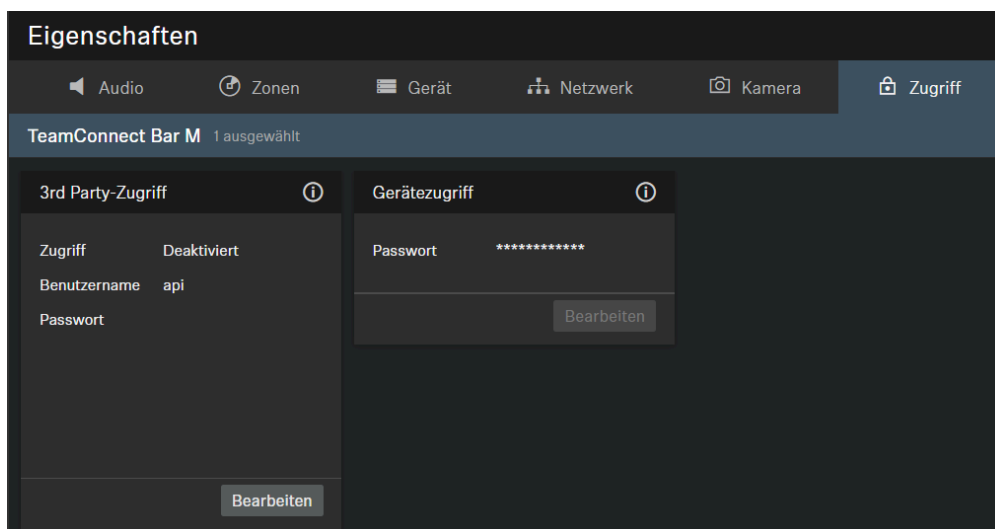 Eigenschaften
Audio Zonen Gerät Netzwerk Kamera Zugriff
TeamConnect Bar M 1 ausgewählt
3rd Party-Zugriff
Zugriff Deaktiviert
Benutzername api
Passwort
Bearbeiten
Gerätezugriff
Passwort ************
Bearbeiten